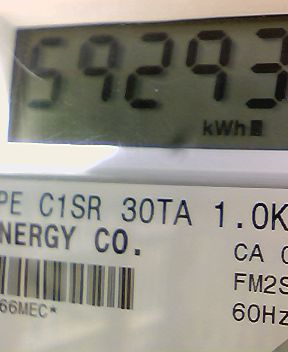 59293
kWh
PE C1SR 30TA 1.0K
NERGY CO.
CA
FM2S
66MEC*
60Hz